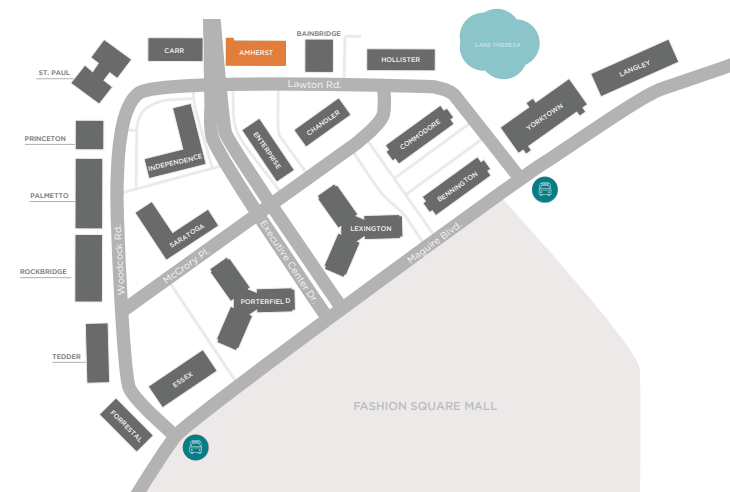 BAINBRIDGE
CARR
AMHERST
LAKE THERESA
HOLLISTER
ST. PAUL
LANGLEY
Lawton Rd.
YORKTOWN
CHANDLER
COMMODORE
PRINCETON
ENTERPRISE
INDEPENDENCE
BENNINGTON
PALMETTO
LEXINGTON
SARATOGA
Maguire Blvd.
Woodcock Rd.
McCrory Pl.
Executive Center Dr.
ROCKBRIDGE
PORTERFIELD
TEDDER
ESSEX
FASHION SQUARE MALL
FORRESTAL